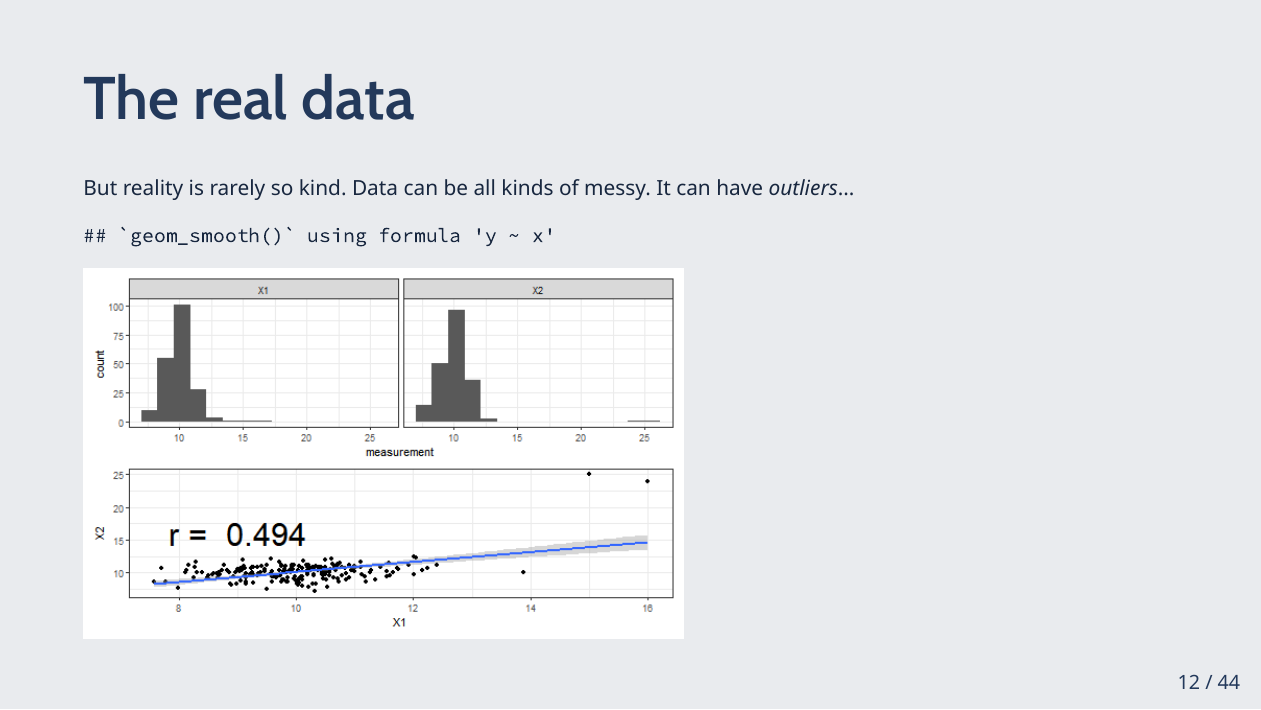 The real data
But reality is rarely so kind. Data can be all kinds of messy. It can have outliers...
## `geom_smooth()` using formula 'y ~ x'
X1 X2
100
75
50
25
0
count
10 15 20 25 10 15 20 25
measurement
25
20
15
10
X2
r = 0.494
8 10 12 14 16
X1
12 / 44